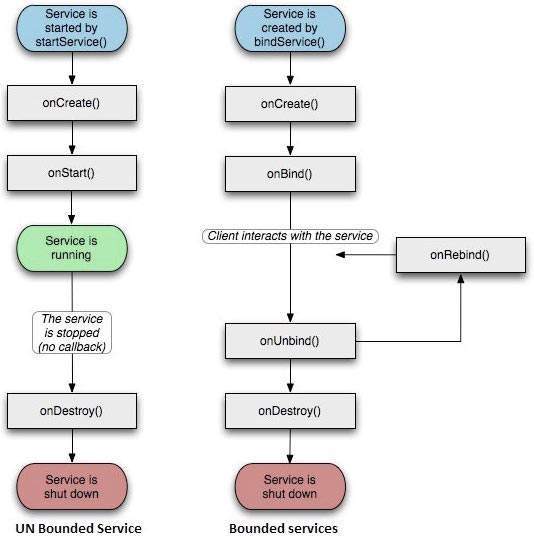 Service is
started by
startService()
onCreate()
onStart()
Service is
running
The service
is stopped
(no callback)
onDestroy()
Service is
shut down
UN Bounded Service
Service is
created by
bindService()
onCreate()
onBind()
Client interacts with the service
onRebind()
onUnbind()
onDestroy()
Service is
shut down
Bounded services